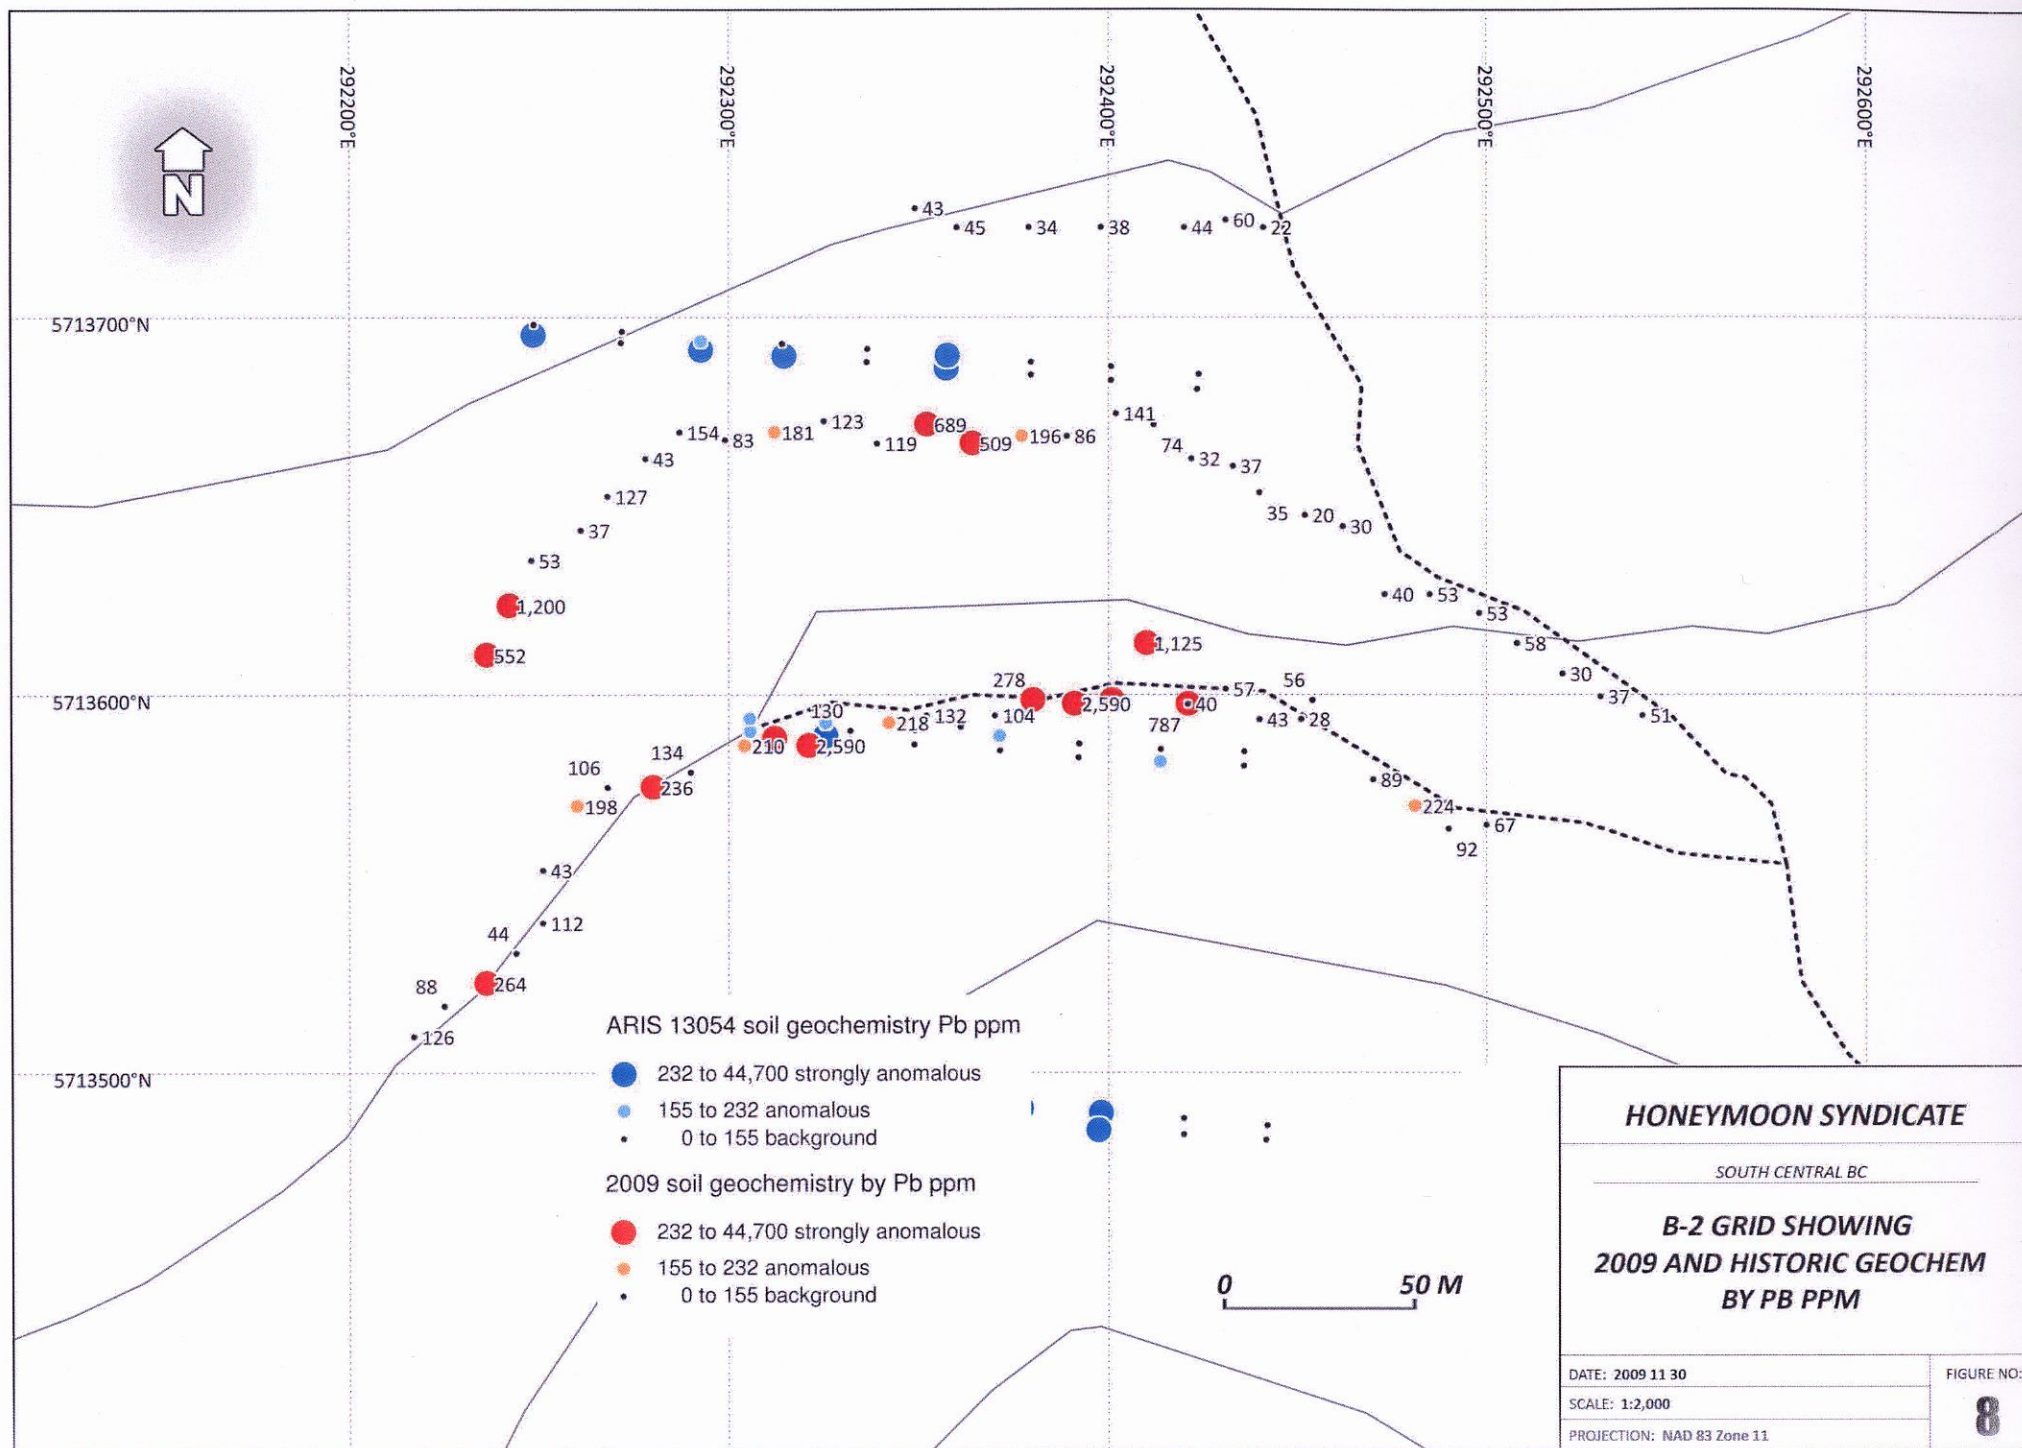 292200°E
292300°E
292400°E
292500°E
292600°E
N
43
45
34
38
44
60
22
5713700°N
141
123
689
154
83
181
119
509
196
86
74
32
37
43
127
35
20
30
37
53
1,200
40
53
53
552
1,125
58
278
30
5713600°N
57
56
37
130
218
132
104
2,590
40
51
210
2,590
787
43
28
134
106
236
89
198
224
67
92
43
112
44
264
88
126
ARIS 13054 soil geochemistry Pb ppm
5713500°N
232 to 44,700 strongly anomalous
155 to 232 anomalous
0 to 155 background
2009 soil geochemistry by Pb ppm
232 to 44,700 strongly anomalous
155 to 232 anomalous
0 to 155 background
0 50 M
HONEYMOON SYNDICATE
SOUTH CENTRAL BC
B-2 GRID SHOWING
2009 AND HISTORIC GEOCHEM
BY PB PPM
DATE: 2009 11 30
SCALE: 1:2,000
PROJECTION: NAD 83 Zone 11
FIGURE NO:
8